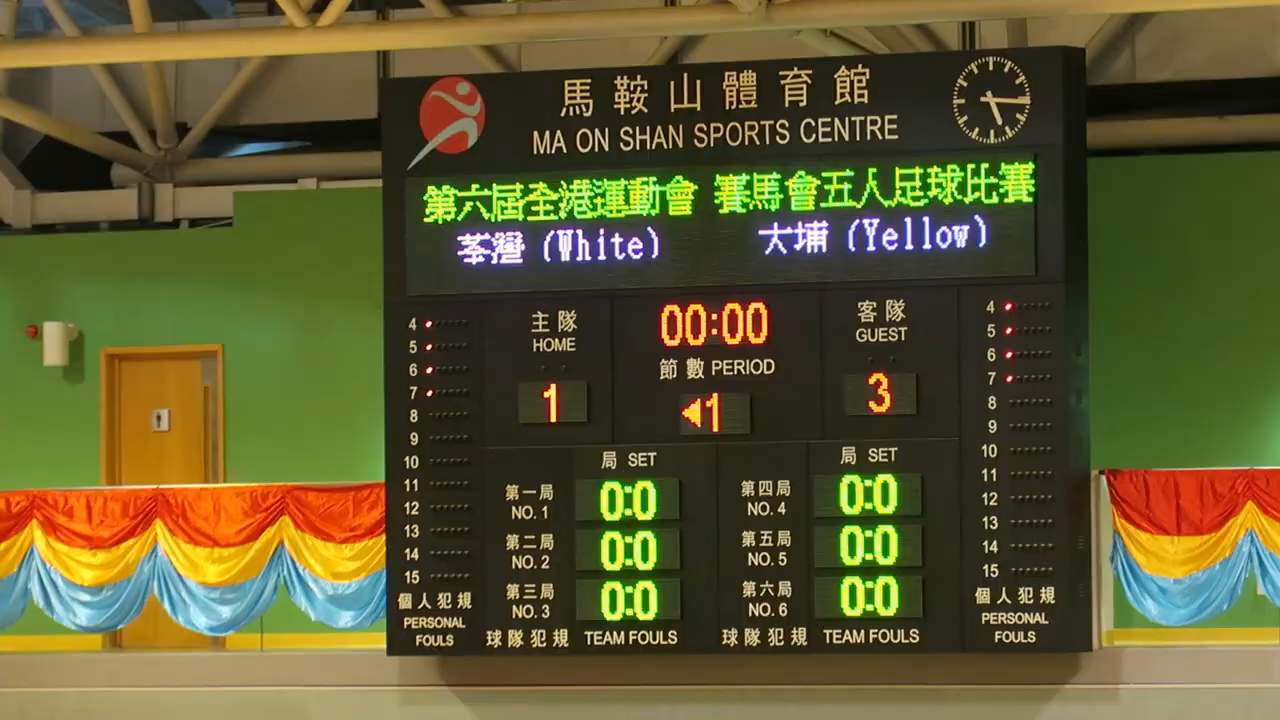 馬鞍山體育館
MA ON SHAN SPORTS CENTRE
第六屆全港運動會 賽馬會五人足球比賽
荃灣 (White) 大埔 (Yellow)
主隊
HOME
1
00:00
節數 PERIOD
◀1
客隊
GUEST
3
4
5
6
7
8
9
10
11
12
13
14
15
個人犯規
PERSONAL
FOULS
局 SET
第一局
NO. 1
0:0
第二局
NO. 2
0:0
第三局
NO. 3
0:0
球隊犯規 TEAM FOULS
局 SET
第四局
NO. 4
0:0
第五局
NO. 5
0:0
第六局
NO. 6
0:0
球隊犯規 TEAM FOULS
4
5
6
7
8
9
10
11
12
13
14
15
個人犯規
PERSONAL
FOULS